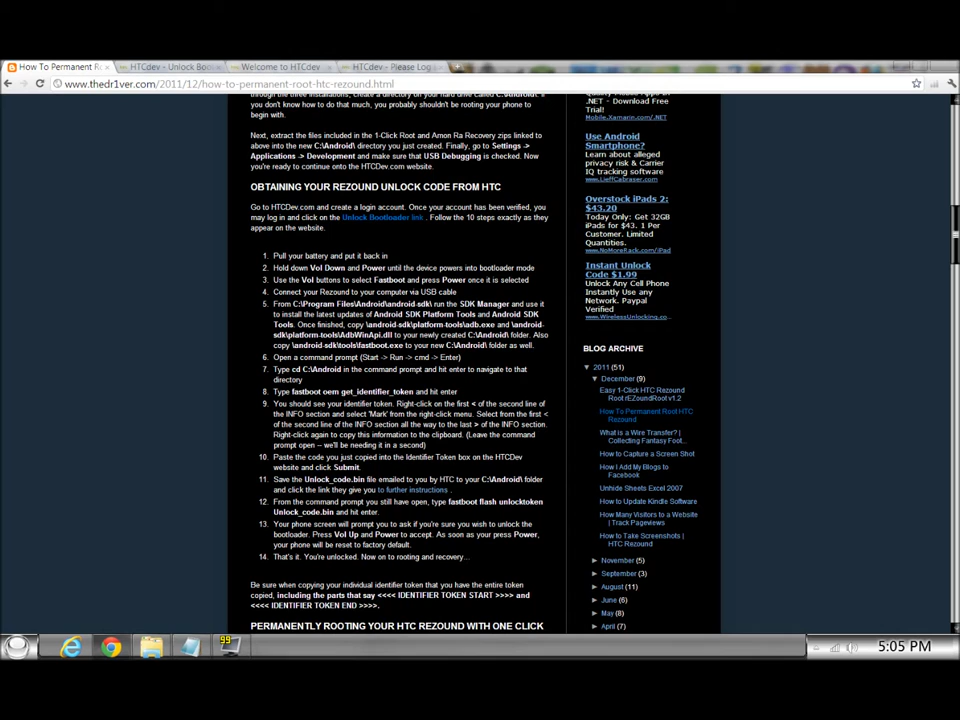 How To Permanent Ro
HTCdev - Unlock Boo
Welcome to HTCdev
HTCdev - Please Log
www.thedr1ver.com/2011/12/how-to-permanent-root-htc-rezound.html
through the three installations, create a directory on your hard drive called C:\Android\. If
you don't know how to do that much, you probably shouldn't be rooting your phone to
begin with.
Next, extract the files included in the 1-Click Root and Amon Ra Recovery zips linked to
above into the new C:\Android\ directory you just created. Finally, go to Settings ->
Applications -> Development and make sure that USB Debugging is checked. Now
you're ready to continue onto the HTCDev.com website.
OBTAINING YOUR REZOUND UNLOCK CODE FROM HTC
Go to HTCDev.com and create a login account. Once your account has been verified, you
may log in and click on the Unlock Bootloader link . Follow the 10 steps exactly as they
appear on the website.
1. Pull your battery and put it back in
2. Hold down Vol Down and Power until the device powers into bootloader mode
3. Use the Vol buttons to select Fastboot and press Power once it is selected
4. Connect your Rezound to your computer via USB cable
5. From C:\Program Files\Android\android-sdk\ run the SDK Manager and use it
to install the latest updates of Android SDK Platform Tools and Android SDK
Tools. Once finished, copy \android-sdk\platform-tools\adb.exe and \android-
sdk\platform-tools\AdbWinApi.dll to your newly created C:\Android\ folder. Also
copy \android-sdk\tools\fastboot.exe to your new C:\Android\ folder as well.
6. Open a command prompt (Start -> Run -> cmd -> Enter)
7. Type cd C:\Android in the command prompt and hit enter to navigate to that
directory
8. Type fastboot oem get_identifier_token and hit enter
9. You should see your identifier token. Right-click on the first < of the second line of
the INFO section and select 'Mark' from the right-click menu. Select from the first <
of the second line of the INFO section all the way to the last > of the INFO section.
Right-click again to copy this information to the clipboard. (Leave the command
prompt open -- we'll be needing it in a second)
10. Paste the code you just copied into the Identifier Token box on the HTCDev
website and click Submit.
11. Save the Unlock_code.bin file emailed to you by HTC to your C:\Android\ folder
and click the link they give you to further instructions .
12. From the command prompt you still have open, type fastboot flash unlocktoken
Unlock_code.bin and hit enter.
13. Your phone screen will prompt you to ask if you're sure you wish to unlock the
bootloader. Press Vol Up and Power to accept. As soon as your press Power,
your phone will be reset to factory default.
14. That's it. You're unlocked. Now on to rooting and recovery...
Be sure when copying your individual identifier token that you have the entire token
copied, including the parts that say <<<< IDENTIFIER TOKEN START >>>> and
<<<< IDENTIFIER TOKEN END >>>>.
PERMANENTLY ROOTING YOUR HTC REZOUND WITH ONE CLICK
.NET - Download Free
Trial!
Mobile.Xamarin.com/.NET
Use Android
Smartphone?
Learn about alleged
privacy risk & Carrier
IQ tracking software
www.LieffCabraser.com
Overstock iPads 2:
$43.20
Today Only: Get 32GB
iPads for $43. 1 Per
Customer. Limited
Quantities.
www.NoMoreRack.com/iPad
Instant Unlock
Code $1.99
Unlock Any Cell Phone
Instantly Use any
Network. Paypal
Verified
www.WirelessUnlocking.co...
BLOG ARCHIVE
▼ 2011 (51)
▼ December (9)
Easy 1-Click HTC Rezound
Root rEZoundRoot v1.2
How To Permanent Root HTC
Rezound
What is a Wire Transfer? |
Collecting Fantasy Foot...
How to Capture a Screen Shot
How I Add My Blogs to
Facebook
Unhide Sheets Excel 2007
How to Update Kindle Software
How Many Visitors to a Website
| Track Pageviews
How to Take Screenshots |
HTC Rezound
► November (5)
► September (3)
► August (11)
► June (6)
► May (8)
► April (7)
99
5:05 PM